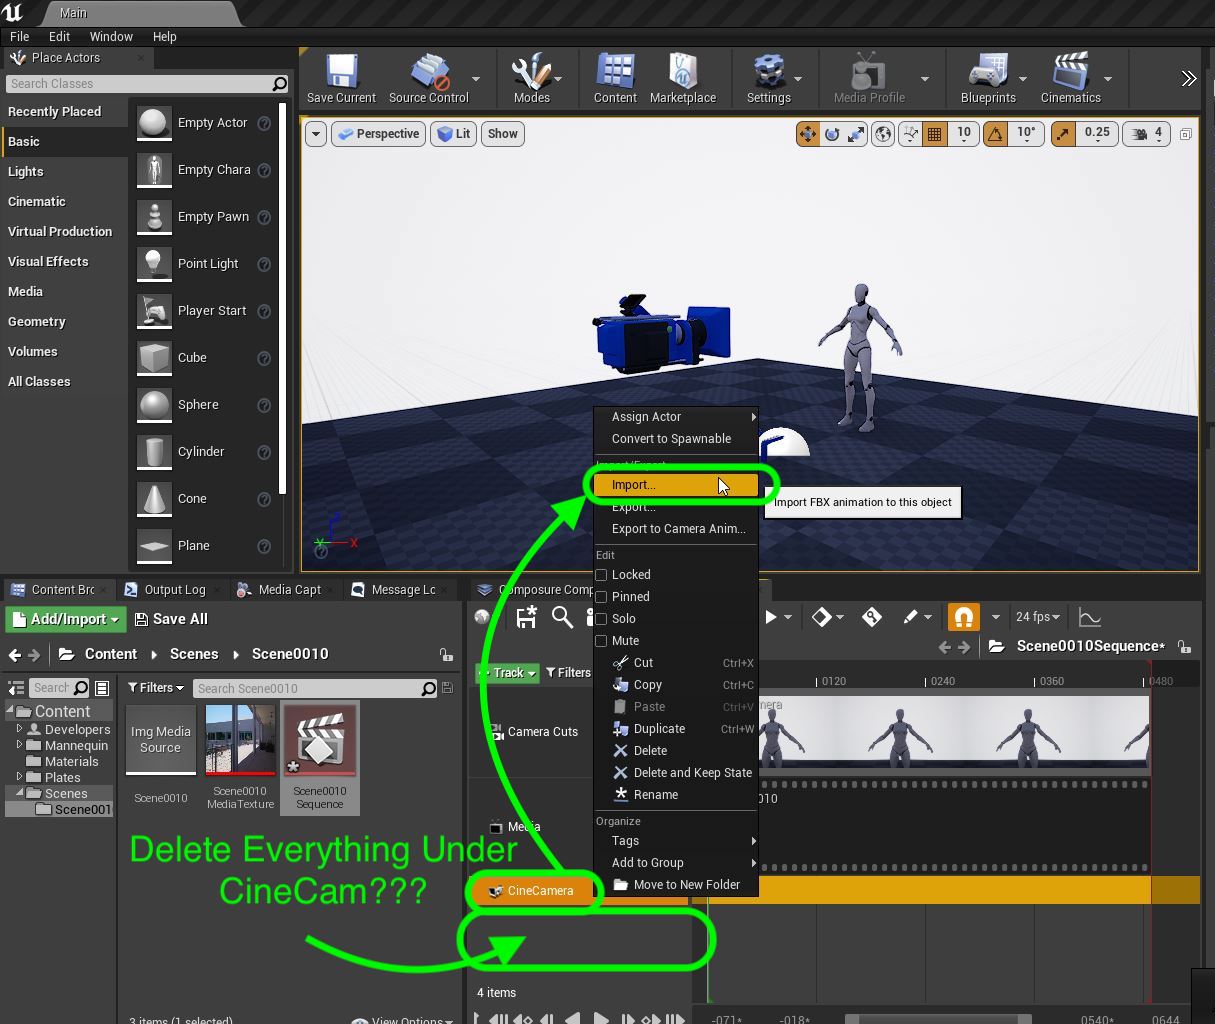 Main
File Edit Window Help
Place Actors
Search Classes
Recently Placed
Basic
Lights
Cinematic
Virtual Production
Visual Effects
Media
Geometry
Volumes
All Classes
Empty Actor
Empty Chara
Empty Pawn
Point Light
Player Start
Cube
Sphere
Cylinder
Cone
Plane
Save Current Source Control Modes Content Marketplace Settings Media Profile Blueprints Cinematics
Perspective Lit Show 10 10° 0.25 4
Y X
Assign Actor
Convert to Spawnable
Import/Export
Import...
Import FBX animation to this object
Export...
Export to Camera Anim...
Edit
Locked
Pinned
Solo
Mute
Cut Ctrl+X
Copy Ctrl+C
Paste Ctrl+V
Duplicate Ctrl+W
Delete
Delete and Keep State
Rename
Organize
Tags
Add to Group
Move to New Folder
Content Brc Output Log Media Capt Message Lc Composure Comp
Add/Import Save All
Content Scenes Scene0010
Search Filters Search Scene0010
Content
Developers
Mannequin
Materials
Plates
Scenes
Scene001
Img Media
Source
Scene0010
Scene0010
MediaTexture
Scene0010
Sequence
3 items (1 selected) View Options
24 fps
Scene0010Sequence*
Track Filters
0120 0240 0360 0480
Camera Cuts
mera
Media
010
CineCamera
4 items
-071* -018* 0540* 0644
Delete Everything Under
CineCam???